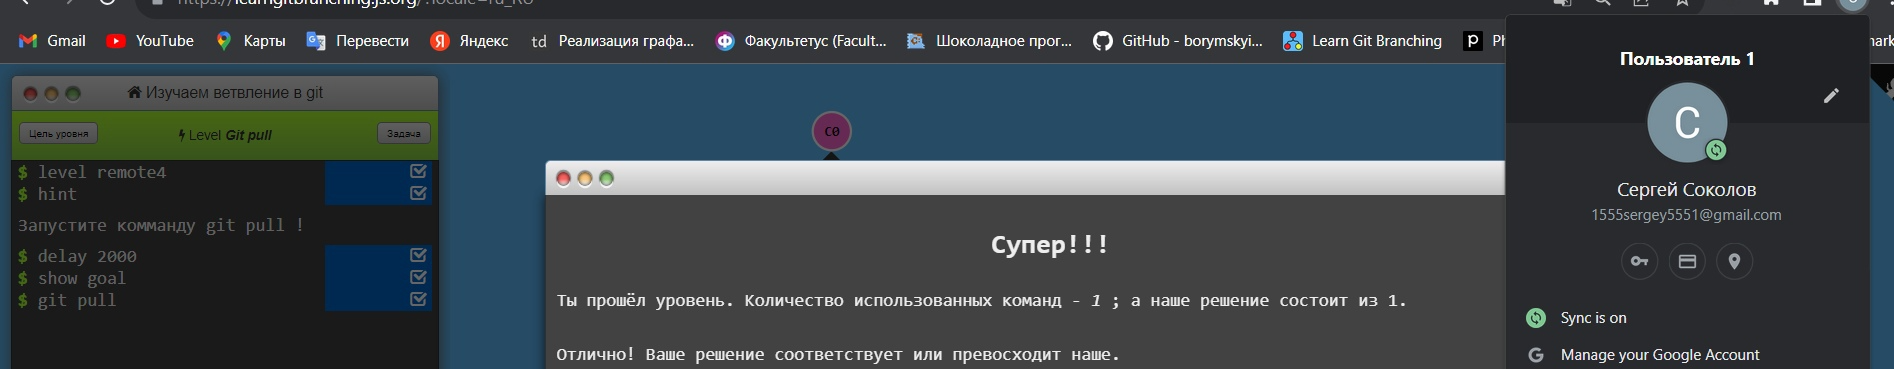 https://learngitbranching.js.org/?locale=ru_RU
Gmail YouTube Карты Перевести Яндекс Реализация графа... Факультетус (Facult... Шоколадное прог... GitHub - borymskyi... Learn Git Branching
Изучаем ветвление в git
Цель уровня Level Git pull Задача
$ level remote4
$ hint
Запустите комманду git pull !
$ delay 2000
$ show goal
$ git pull
C0
Супер!!!
Ты прошёл уровень. Количество использованных команд - 1 ; а наше решение состоит из 1.
Отлично! Ваше решение соответствует или превосходит наше.
Пользователь 1
С
Сергей Соколов
1555sergey5551@gmail.com
Sync is on
Manage your Google Account